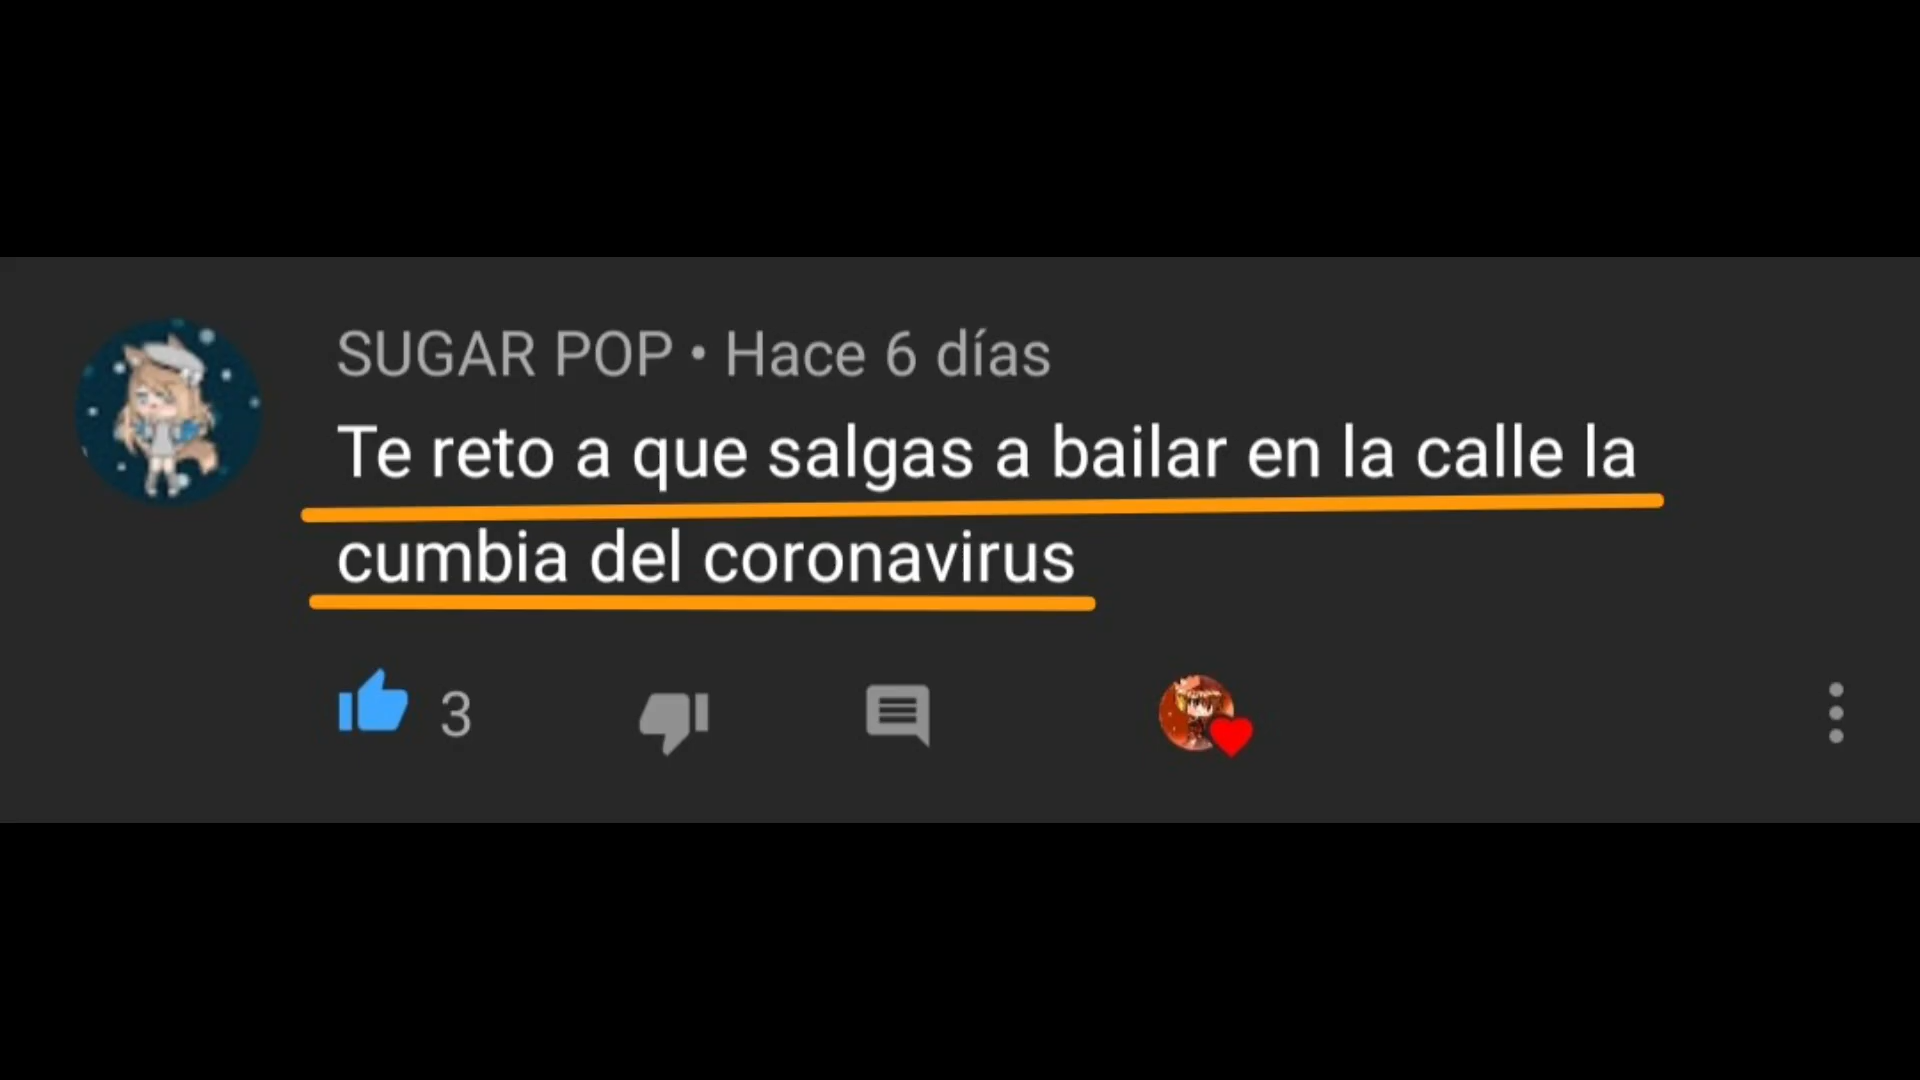 SUGAR POP • Hace 6 días
Te reto a que salgas a bailar en la calle la
cumbia del coronavirus
3